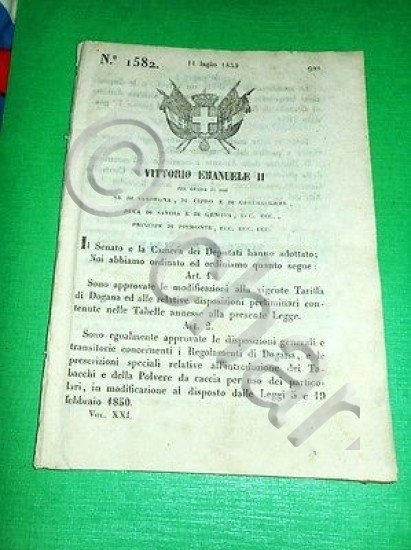 N.° 1582. 11 luglio 1853
VITTORIO EMANUELE II
PER GRAZIA DI DIO
RE DI SARDEGNA, DI CIPRO E DI GERUSALEMME,
DUCA DI SAVOIA E DI GENOVA, ECC. ECC.,
PRINCIPE DI PIEMONTE, ECC. ECC. ECC.
Il Senato e la Camera dei Deputati hanno adottato;
Noi abbiamo ordinato ed ordiniamo quanto segue:
Art. 1.
Sono approvate le modificazioni alla vigente Tariffa
di Dogana ed alle relative disposizioni preliminari con-
tenute nelle Tabelle annesse alla presente Legge.
Art. 2.
Sono egualmente approvate le disposizioni generali e
transitorie concernenti i Regolamenti di Dogana, e le
prescrizioni speciali relative all'introduzione dei Ta-
bacchi e della Polvere da caccia per uso dei partico-
lari, in modificazione al disposto dalle Leggi 5 e 19
febbraio 1850.
Vol. XXI.